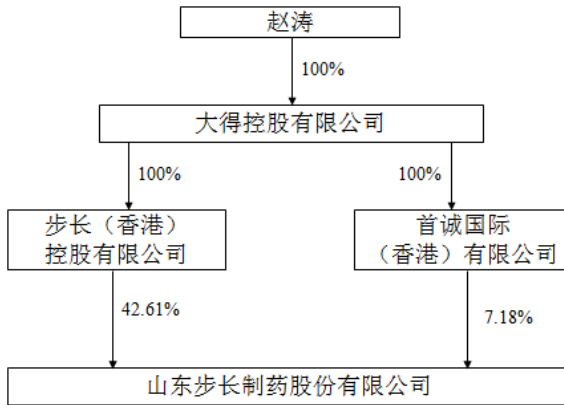 赵涛
100%
大得控股有限公司
100%
100%
步长（香港）
控股有限公司
首诚国际
（香港）有限公司
42.61%
7.18%
山东步长制药股份有限公司